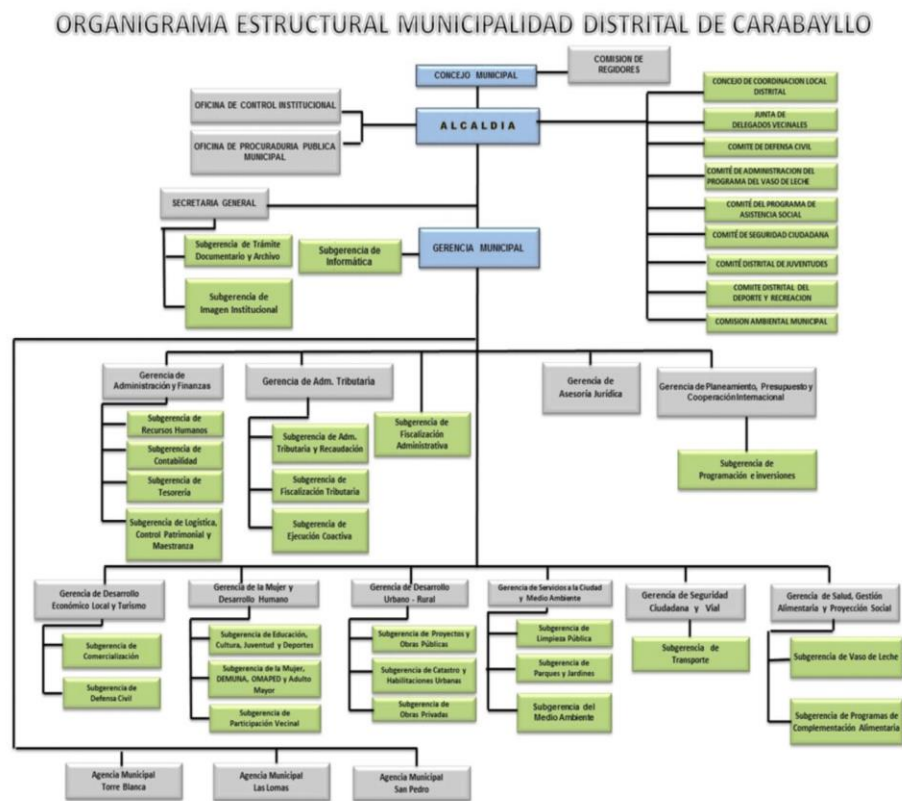 ORGANIGRAMA ESTRUCTURAL MUNICIPALIDAD DISTRITAL DE CARABAYLLO
CONCEJO MUNICIPAL
COMISION DE
REGIDORES
OFICINA DE CONTROL INSTITUCIONAL
ALCALDIA
OFICINA DE PROCURADURIA PUBLICA
MUNICIPAL
CONCEJO DE COORDINACION LOCAL
DISTRITAL
JUNTA DE
DELEGADOS VECINALES
COMITE DE DEFENSA CIVIL
COMITÉ DE ADMINISTRACION DEL
PROGRAMA DEL VASO DE LECHE
COMITÉ DEL PROGRAMA DE
ASISTENCIA SOCIAL
COMITÉ DE SEGURIDAD CIUDADANA
COMITÉ DISTRITAL DE JUVENTUDES
COMIITE DISTRITAL DEL
DEPORTE Y RECREACION
COMISION AMBIENTAL MUNICIPAL
SECRETARIA GENERAL
Subgerencia de Trámite
Documentario y Archivo
Subgerencia de
Imagen Institucional
Subgerencia de
Informática
GERENCIA MUNICIPAL
Gerencia de
Administración y Finanzas
Subgerencia de
Recursos Humanos
Subgerencia de
Contabilidad
Subgerencia de
Tesorería
Subgerencia de Logística,
Control Patrimonial y
Maestranza
Gerencia de Adm. Tributaria
Subgerencia de Adm.
Tributaria y Recaudación
Subgerencia de
Fiscalización Tributaria
Subgerencia de
Ejecución Coactiva
Subgerencia de
Fiscalización
Administrativa
Gerencia de
Asesoría Jurídica
Gerencia de Planeamiento, Presupuesto y
Cooperación Internacional
Subgerencia de
Programación e inversiones
Gerencia de Desarrollo
Económico Local y Turismo
Subgerencia de
Comercialización
Subgerencia de
Defensa Civil
Gerencia de la Mujer y
Desarrollo Humano
Subgerencia de Educación,
Cultura, Juventud y Deportes
Subgerencia de la Mujer,
DEMUNA, OMAPED y Adulto
Mayor
Subgerencia de
Participación Vecinal
Gerencia de Desarrollo
Urbano - Rural
Subgerencia de Proyectos y
Obras Públicas
Subgerencia de Catastro y
Habilitaciones Urbanas
Subgerencia de
Obras Privadas
Gerencia de Servicios a la Ciudad
y Medio Ambiente
Subgerencia de
Limpieza Pública
Subgerencia de
Parques y Jardines
Subgerencia del
Medio Ambiente
Gerencia de Seguridad
Ciudadana y Vial
Subgerencia de
Transporte
Gerencia de Salud, Gestión
Alimentaria y Proyección Social
Subgerencia de Vaso de Leche
Subgerencia de Programas de
Complementación Alimentaria
Agencia Municipal
Torre Blanca
Agencia Municipal
Las Lomas
Agencia Municipal
San Pedro